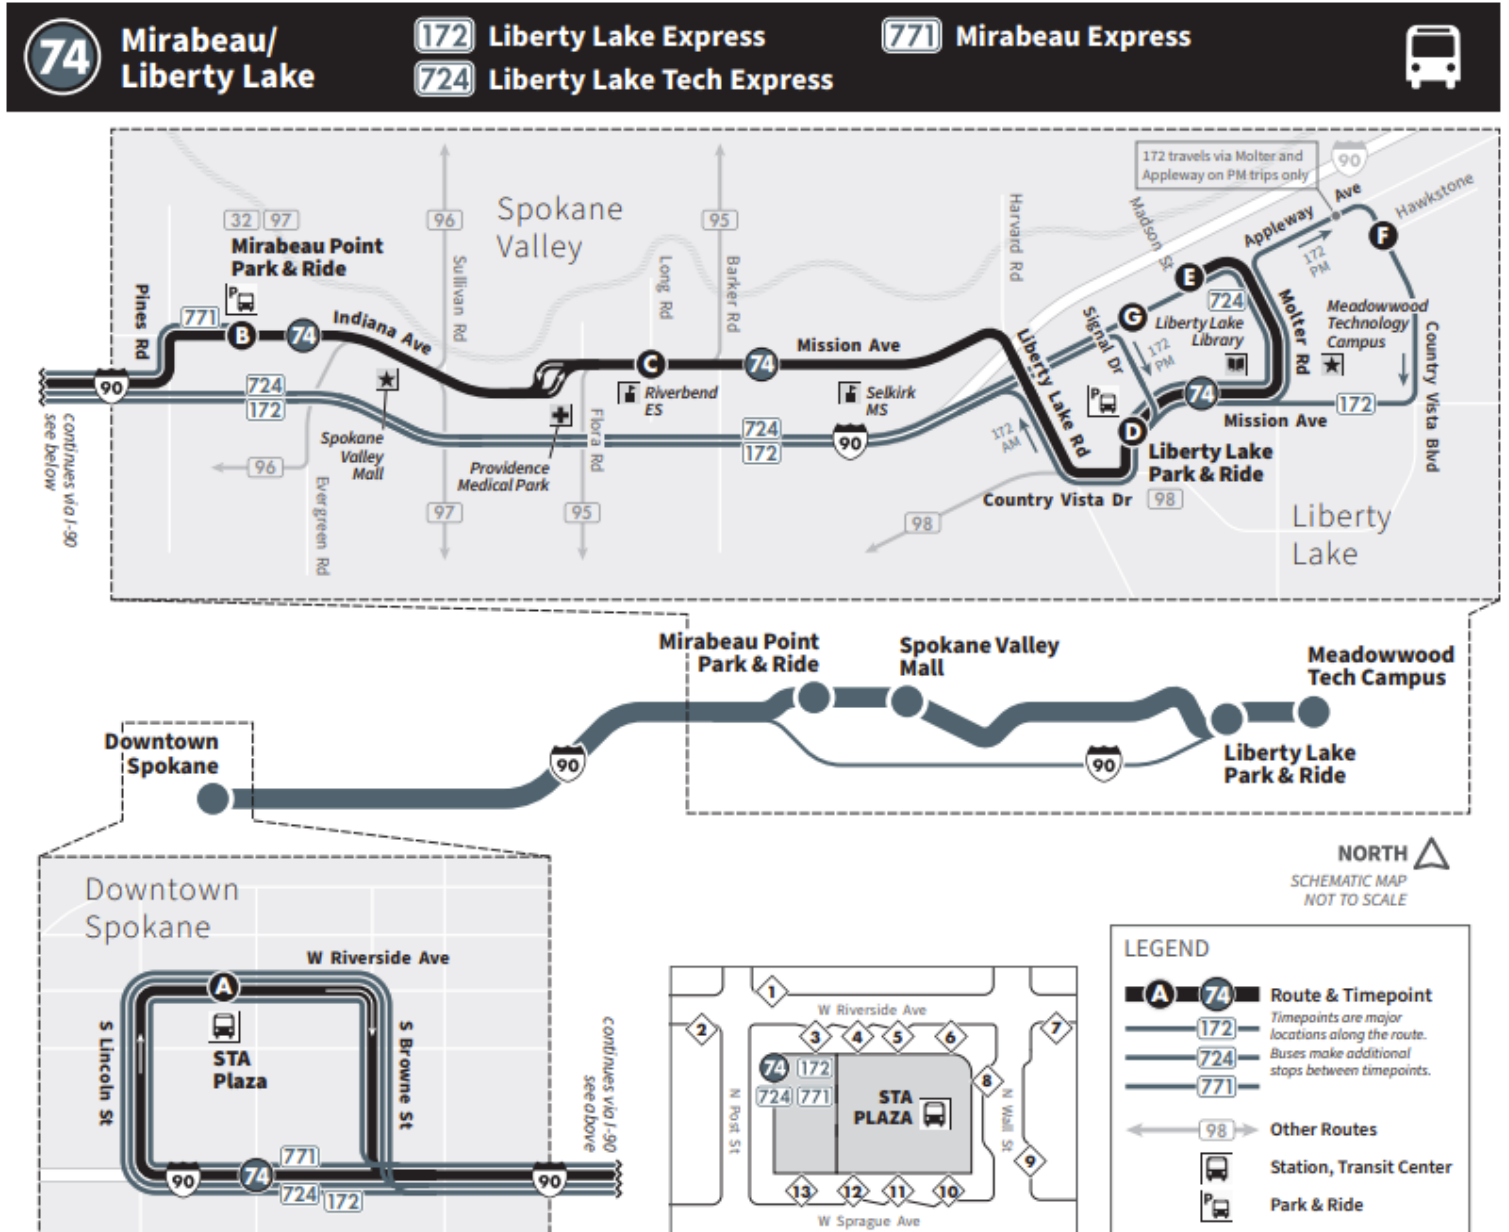 74
Mirabeau/
Liberty Lake
172 Liberty Lake Express
724 Liberty Lake Tech Express
771 Mirabeau Express
172 travels via Molter and
Appleway on PM trips only
90
Spokane
Valley
32 97
96
95
Mirabeau Point
Park & Ride
P
Pines Rd
771
B
74
Indiana Ave
Sullivan Rd
Long Rd
Barker Rd
Harvard Rd
Madson St
Appleway Ave
Hawkstone
F
172
PM
E
724
G
Signal Dr
Liberty Lake
Library
Molter Rd
Meadowwood
Technology
Campus
Country Vista Blvd
172
PM
C
74
Mission Ave
Riverbend
ES
Selkirk
MS
Liberty Lake Rd
P
74
172
Mission Ave
D
Liberty Lake
Park & Ride
90
724
172
continues via I-90
see below
Spokane
Valley
Mall
Providence
Medical Park
Flora Rd
724
172
90
172
AM
96
Evergreen Rd
97
95
98
Country Vista Dr
98
Liberty
Lake
Mirabeau Point
Park & Ride
Spokane Valley
Mall
Meadowwood
Tech Campus
Downtown
Spokane
90
90
Liberty Lake
Park & Ride
NORTH
SCHEMATIC MAP
NOT TO SCALE
Downtown
Spokane
W Riverside Ave
A
STA
Plaza
S Lincoln St
S Browne St
continues via I-90
see above
771
90
74
724
172
90
1
W Riverside Ave
2
3
4
5
6
7
74
172
724
771
8
STA
PLAZA
N Post St
N Wall St
9
13
12
11
10
W Sprague Ave
LEGEND
A
74
Route & Timepoint
172
Timepoints are major
locations along the route.
724
Buses make additional
stops between timepoints.
771
98
Other Routes
Station, Transit Center
P
Park & Ride